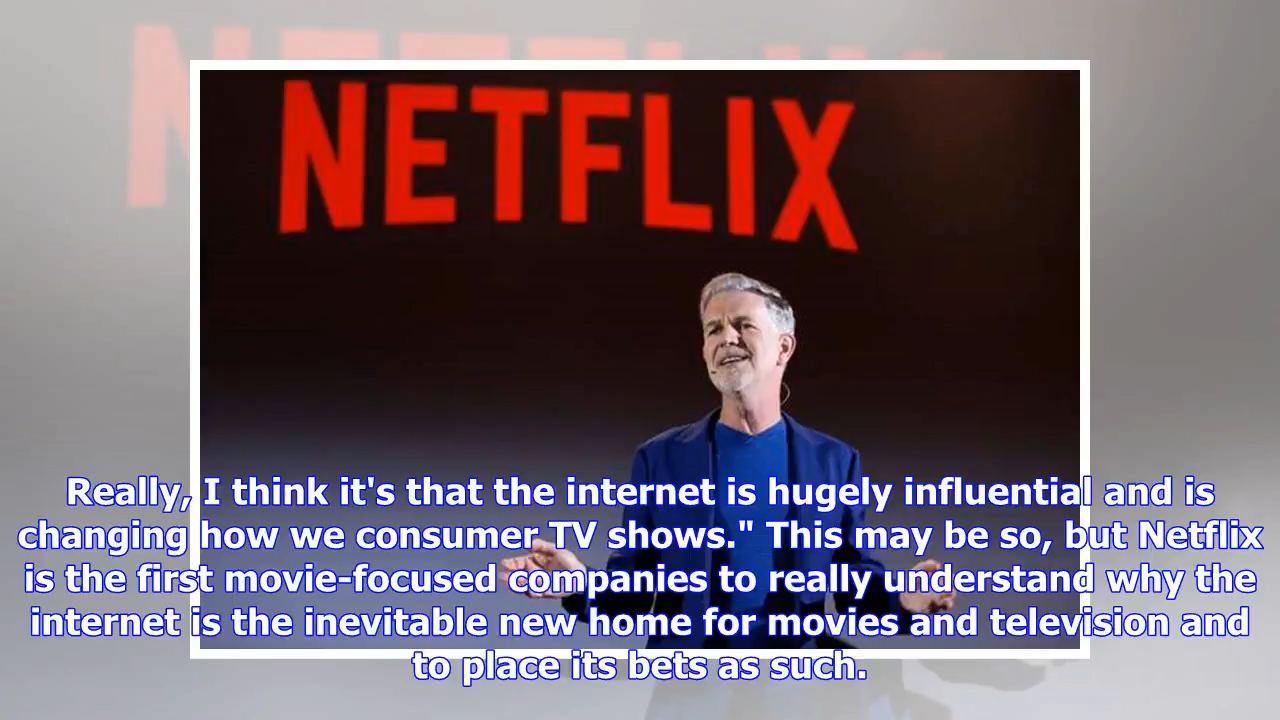 NETFLIX
Really, I think it's that the internet is hugely influential and is
changing how we consumer TV shows." This may be so, but Netflix
is the first movie-focused companies to really understand why the
internet is the inevitable new home for movies and television and
to place its bets as such.